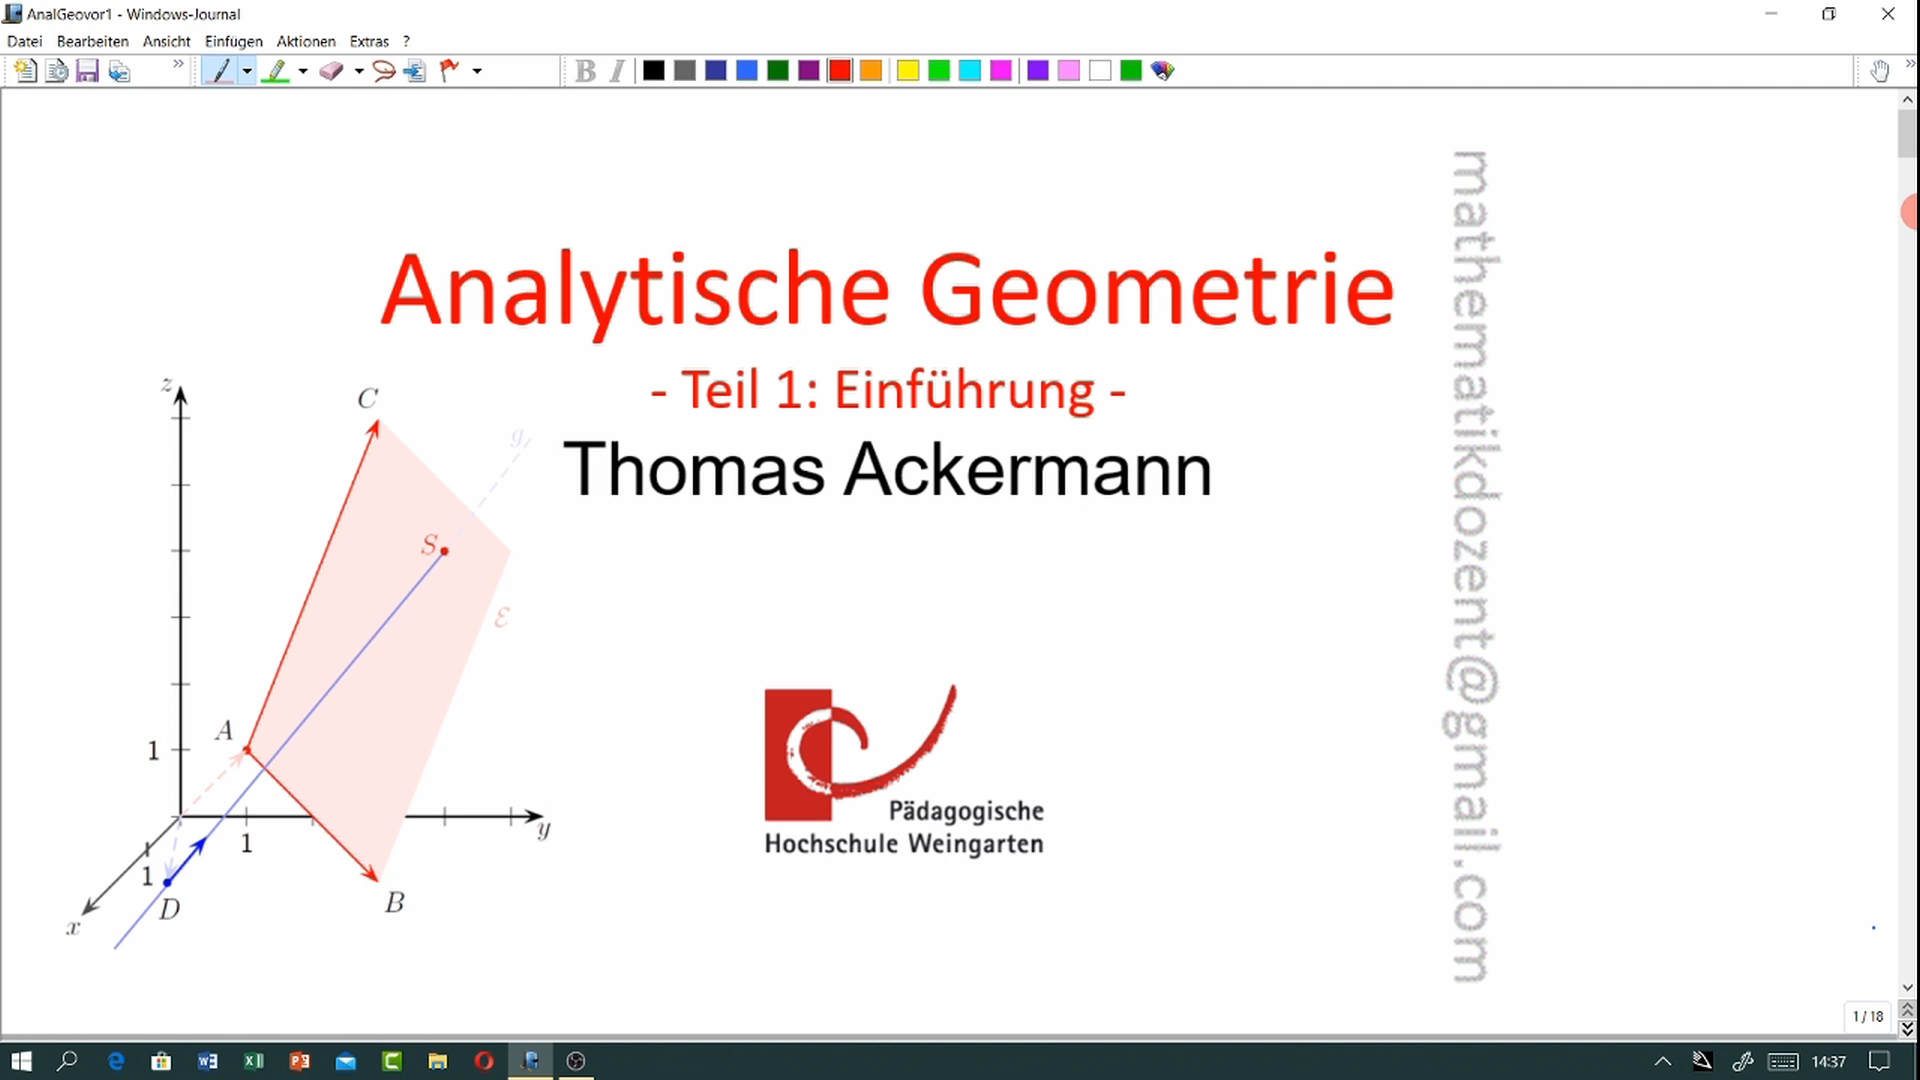 AnalGeovor1 - Windows-Journal
Datei Bearbeiten Ansicht Einfügen Aktionen Extras ?
B I
Analytische Geometrie
- Teil 1: Einführung -
Thomas Ackermann
mathematikdozent@gmail.com
z
C
g
S
ε
A
1
1
y
1
D
B
x
Pädagogische
Hochschule Weingarten
1 / 18
14:37